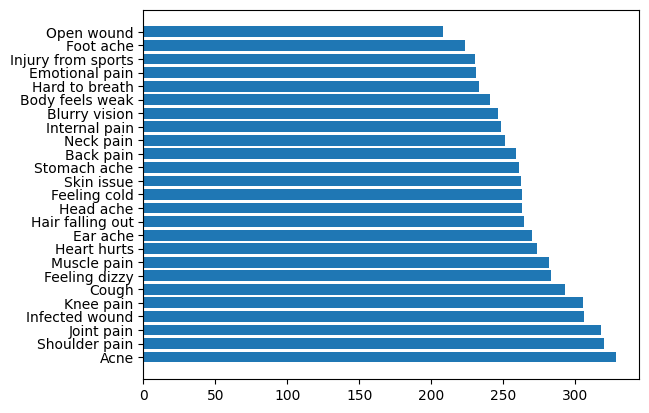 Open wound
Foot ache
Injury from sports
Emotional pain
Hard to breath
Body feels weak
Blurry vision
Internal pain
Neck pain
Back pain
Stomach ache
Skin issue
Feeling cold
Head ache
Hair falling out
Ear ache
Heart hurts
Muscle pain
Feeling dizzy
Cough
Knee pain
Infected wound
Joint pain
Shoulder pain
Acne
0 50 100 150 200 250 300